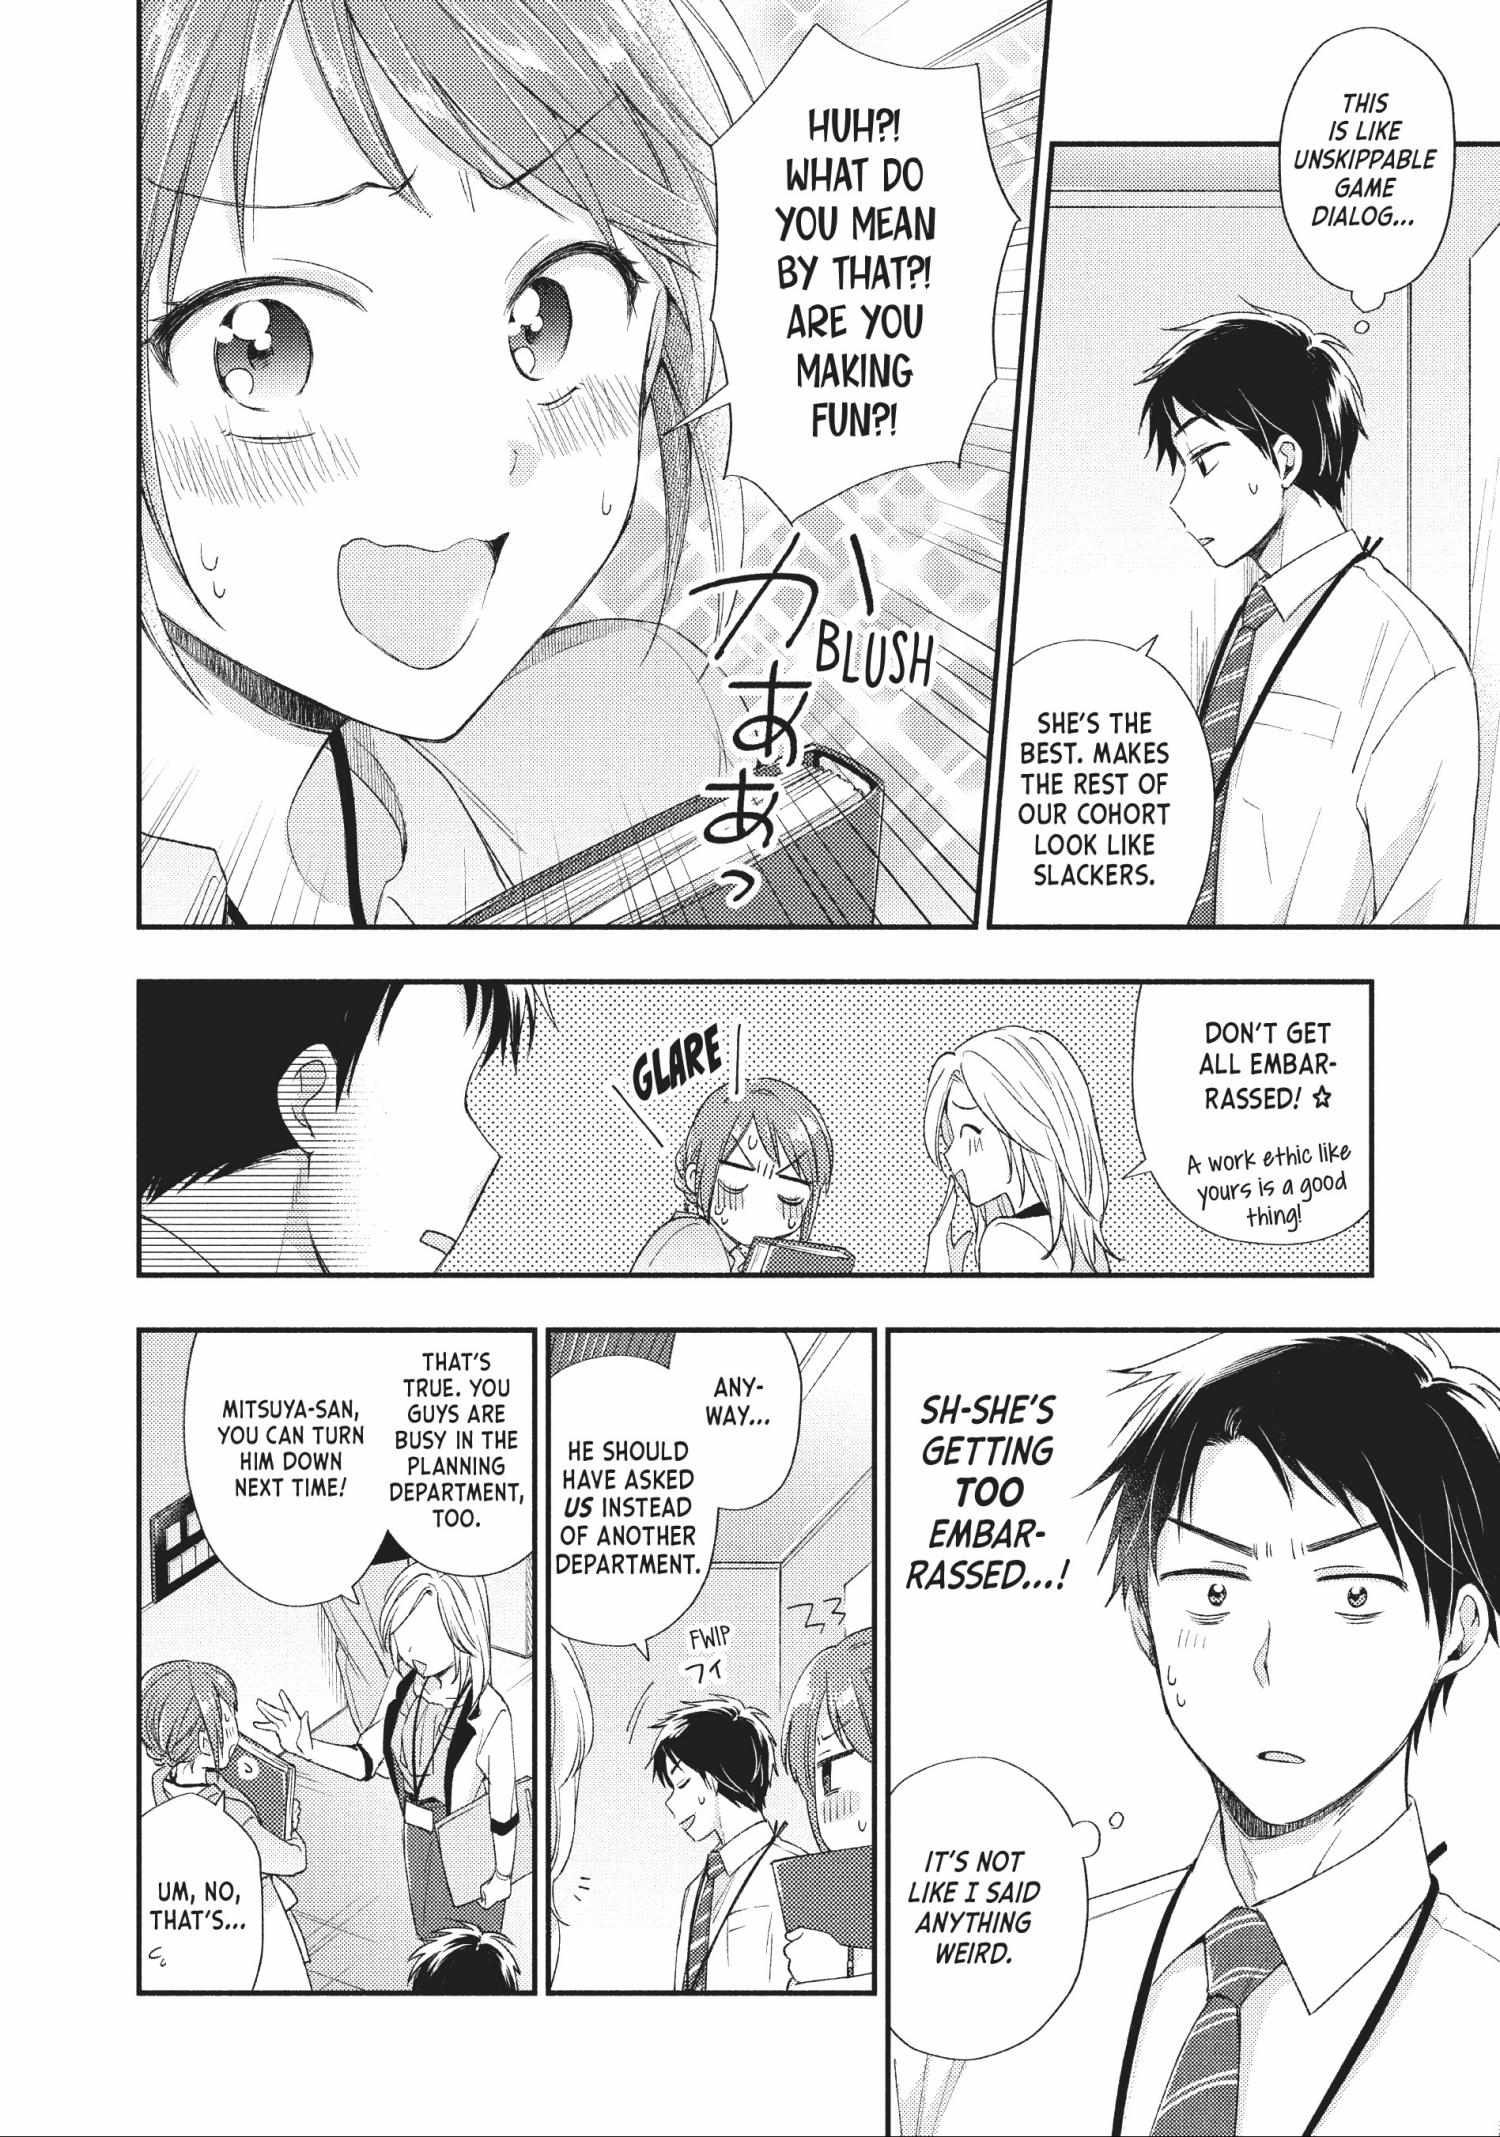 THIS
IS LIKE
UNSKIPPABLE
GAME
DIALOG...
SHE'S THE
BEST. MAKES
THE REST OF
OUR COHORT
LOOK LIKE
SLACKERS.
HUH?!
WHAT DO
YOU MEAN
BY THAT?!
ARE YOU
MAKING
FUN?!
かぁぁっ
BLUSH
DON'T GET
ALL EMBAR-
RASSED! ☆
A work ethic like
yours is a good
thing!
GLARE
SH-SHE'S
GETTING
TOO
EMBAR-
RASSED...!
IT'S NOT
LIKE I SAID
ANYTHING
WEIRD.
ANY-
WAY...
HE SHOULD
HAVE ASKED
US INSTEAD
OF ANOTHER
DEPARTMENT.
FWIP
フイ
THAT'S
TRUE. YOU
GUYS ARE
BUSY IN THE
PLANNING
DEPARTMENT,
TOO.
MITSUYA-SAN,
YOU CAN TURN
HIM DOWN
NEXT TIME!
UM, NO,
THAT'S...